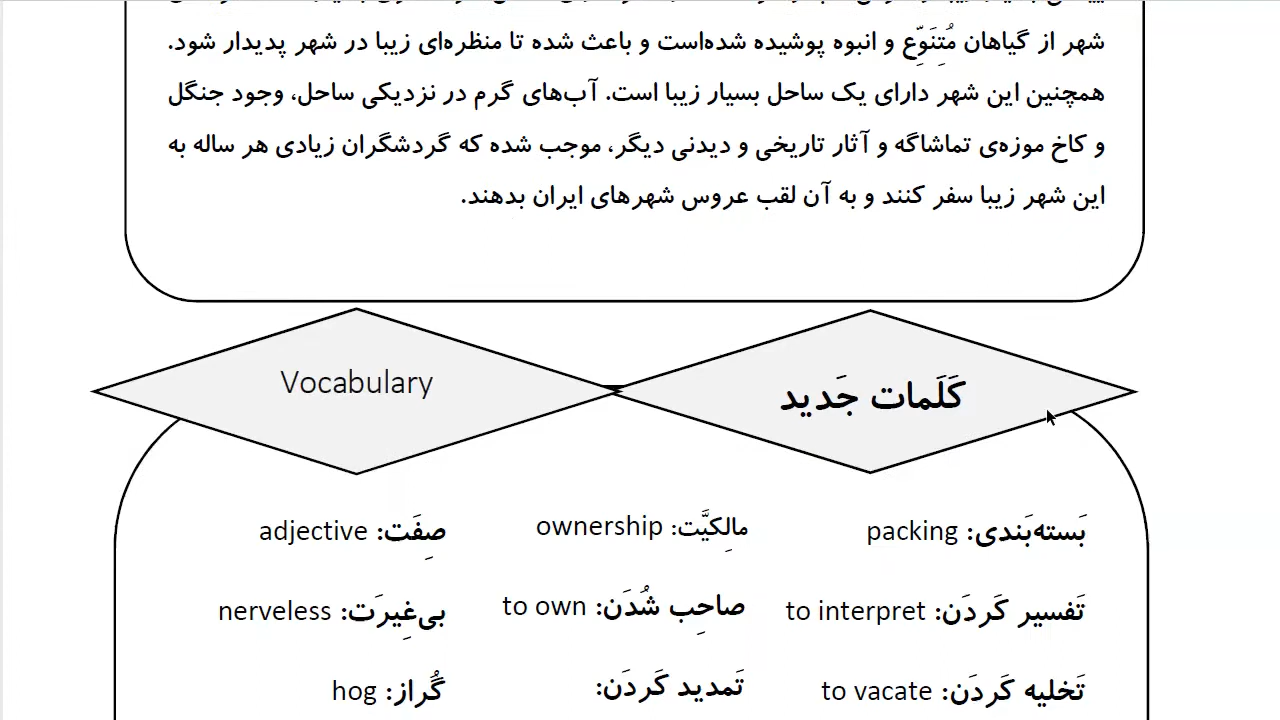 شهر از گیاهان مُتِنَوِّع و انبوه پوشیده شده‌است و باعث شده تا منظره‌ای زیبا در شهر پدیدار شود.
همچنین این شهر دارای یک ساحل بسیار زیبا است. آب‌های گرم در نزدیکی ساحل، وجود جنگل
و کاخ موزه‌ی تماشاگه و آثار تاریخی و دیدنی دیگر، موجب شده که گردشگران زیادی هر ساله به
این شهر زیبا سفر کنند و به آن لقب عروس شهرهای ایران بدهند.
کَلَمات جَدید
Vocabulary
بَسته‌بَندی: packing
مالِکیَّت: ownership
صِفَت: adjective
تَفسیر کَردَن: to interpret
صاحِب شُدَن: to own
بی‌غِیرَت: nerveless
تَخلیه کَردَن: to vacate
تَمدید کَردَن:
گُراز: hog